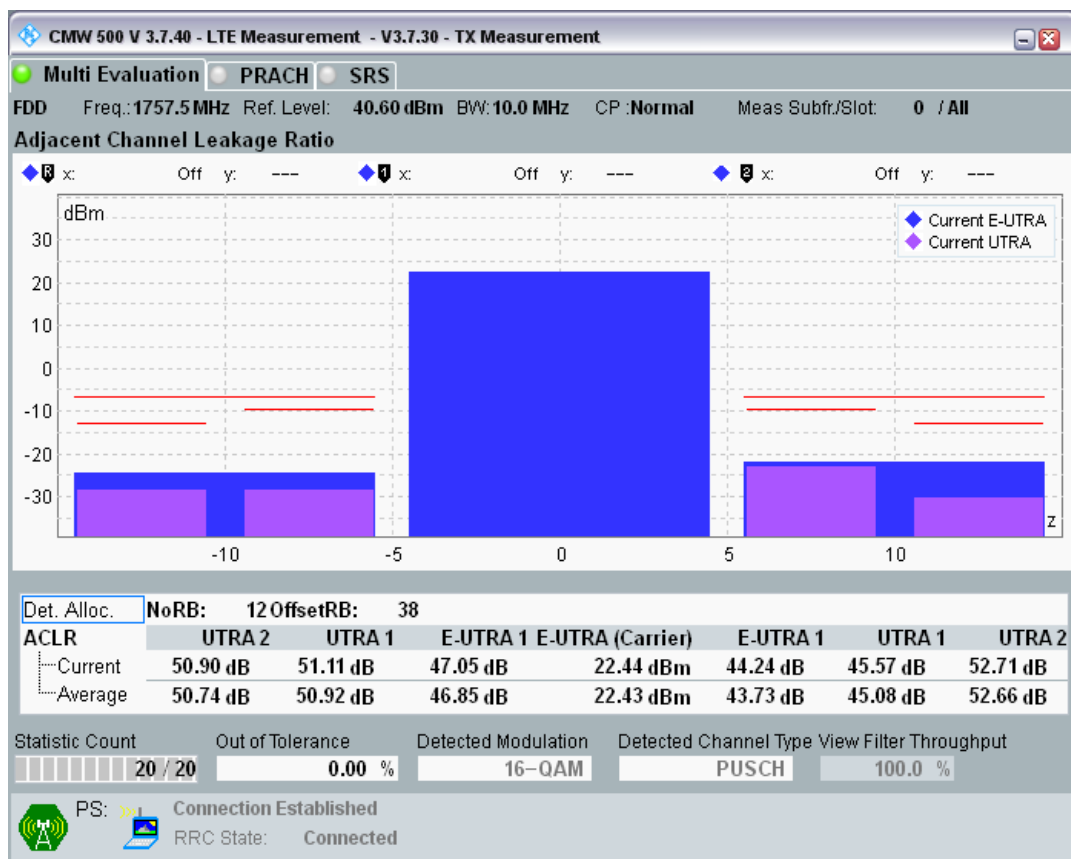 CMW 500 V 3.7.40 - LTE Measurement - V3.7.30 - TX Measurement
Multi Evaluation PRACH SRS
FDD Freq.: 1757.5 MHz Ref. Level: 40.60 dBm BW: 10.0 MHz CP :Normal Meas Subfr./Slot: 0 / All
Adjacent Channel Leakage Ratio
R x: Off y: --- 1 x: Off y: --- 2 x: Off y: ---
dBm
Current E-UTRA
Current UTRA
30
20
10
0
-10
-20
-30
z
-10 -5 0 5 10
Det. Alloc. NoRB: 12 OffsetRB: 38
ACLR UTRA 2 UTRA 1 E-UTRA 1 E-UTRA (Carrier) E-UTRA 1 UTRA 1 UTRA 2
Current 50.90 dB 51.11 dB 47.05 dB 22.44 dBm 44.24 dB 45.57 dB 52.71 dB
Average 50.74 dB 50.92 dB 46.85 dB 22.43 dBm 43.73 dB 45.08 dB 52.66 dB
Statistic Count Out of Tolerance Detected Modulation Detected Channel Type View Filter Throughput
20 / 20 0.00 % 16-QAM PUSCH 100.0 %
PS: Connection Established
RRC State: Connected